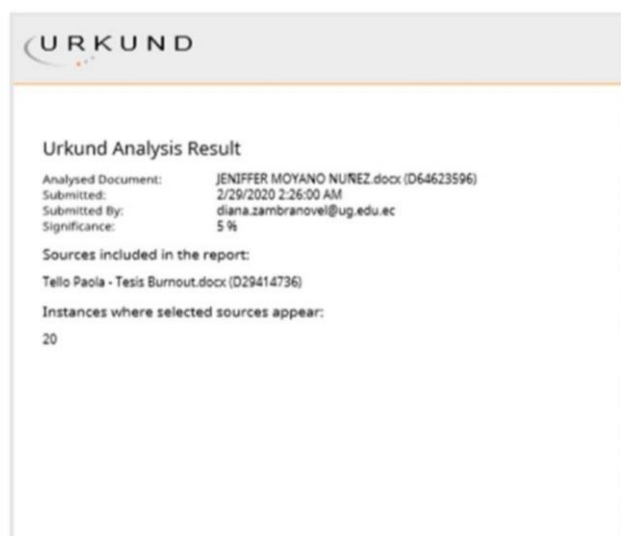 URKUND
Urkund Analysis Result
Analysed Document: JENIFFER MOYANO NUÑEZ.docx (D64623596)
Submitted: 2/29/2020 2:26:00 AM
Submitted By: diana.zambranovel@ug.edu.ec
Significance: 5 %
Sources included in the report:
Tello Paola - Tesis Burnout.docx (D29414736)
Instances where selected sources appear:
20